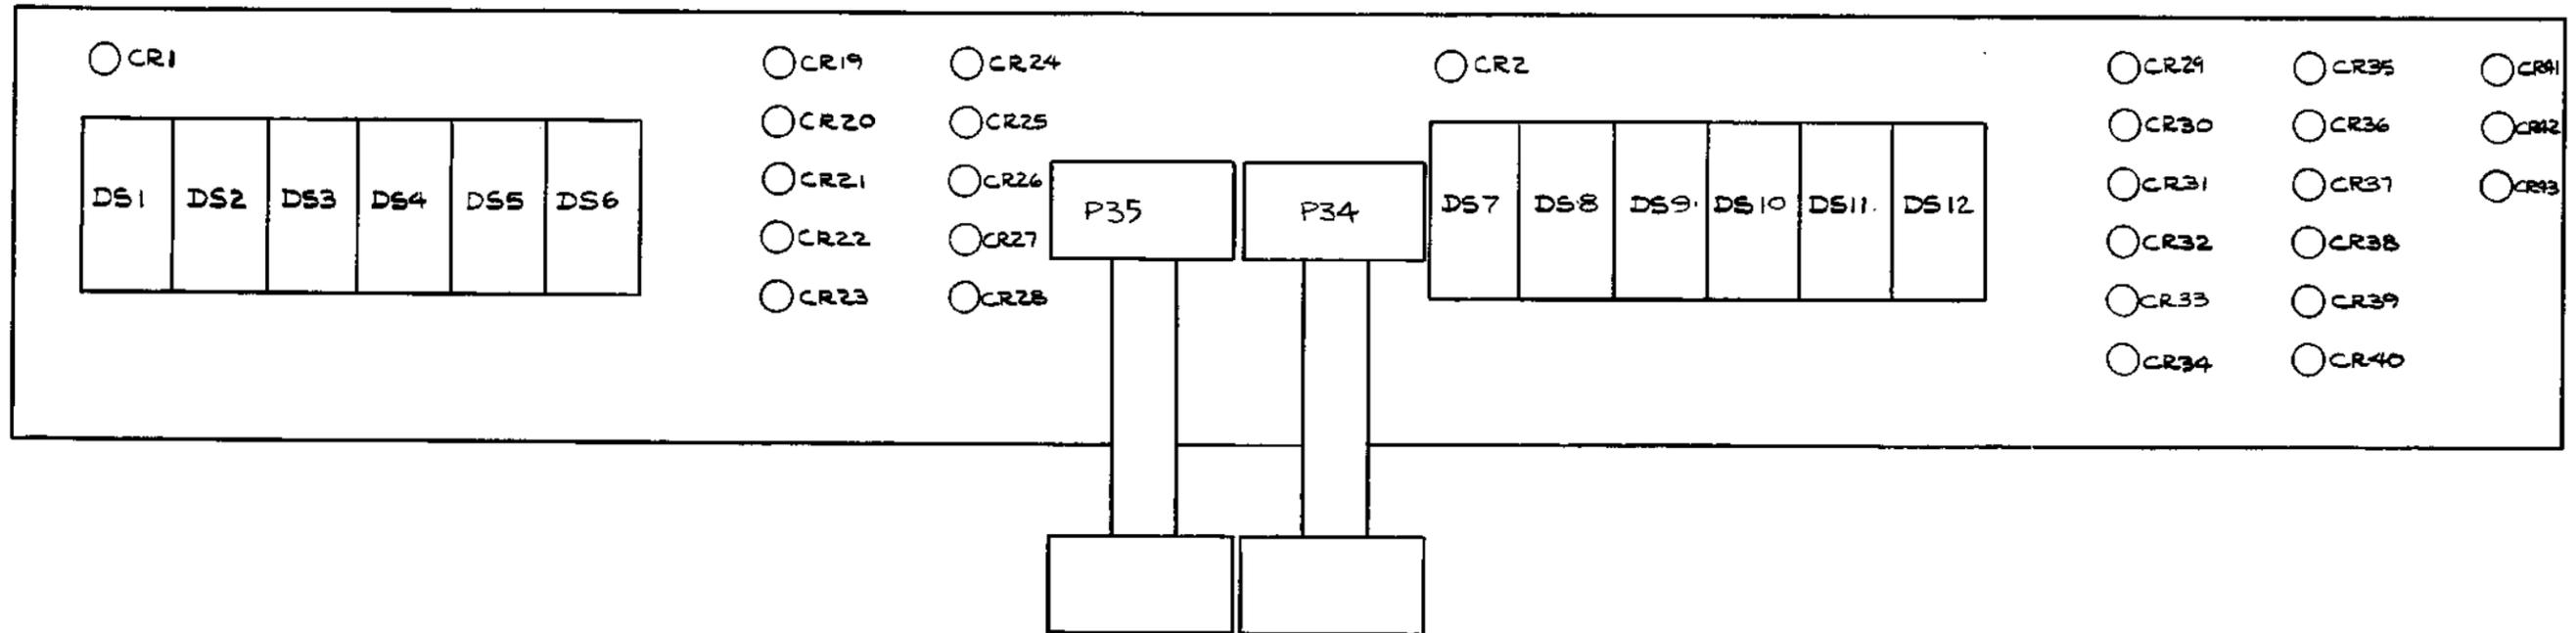 CR1 CR19 CR24 CR2 CR29 CR35 CR41
CR20 CR25 CR30 CR36 CR42
DS1 DS2 DS3 DS4 DS5 DS6 CR21 CR26 P35 P34 DS7 DS8 DS9 DS10 DS11 DS12 CR31 CR37 CR43
CR22 CR27 CR32 CR38
CR23 CR28 CR33 CR39
CR34 CR40